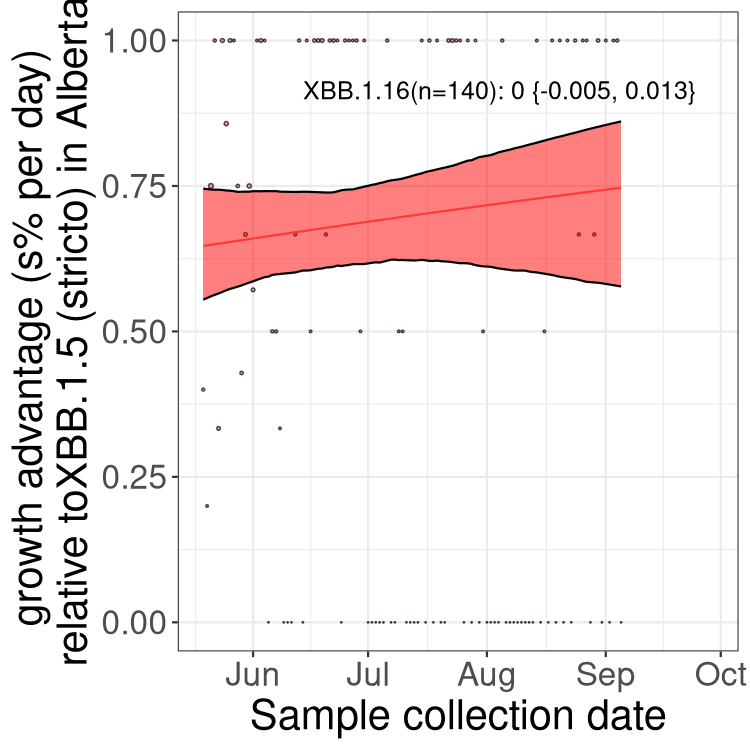 growth advantage (s% per day)
relative toXBB.1.5 (stricto) in Alberta
1.00
0.75
0.50
0.25
0.00
XBB.1.16(n=140): 0 {-0.005, 0.013}
Jun Jul Aug Sep Oct
Sample collection date